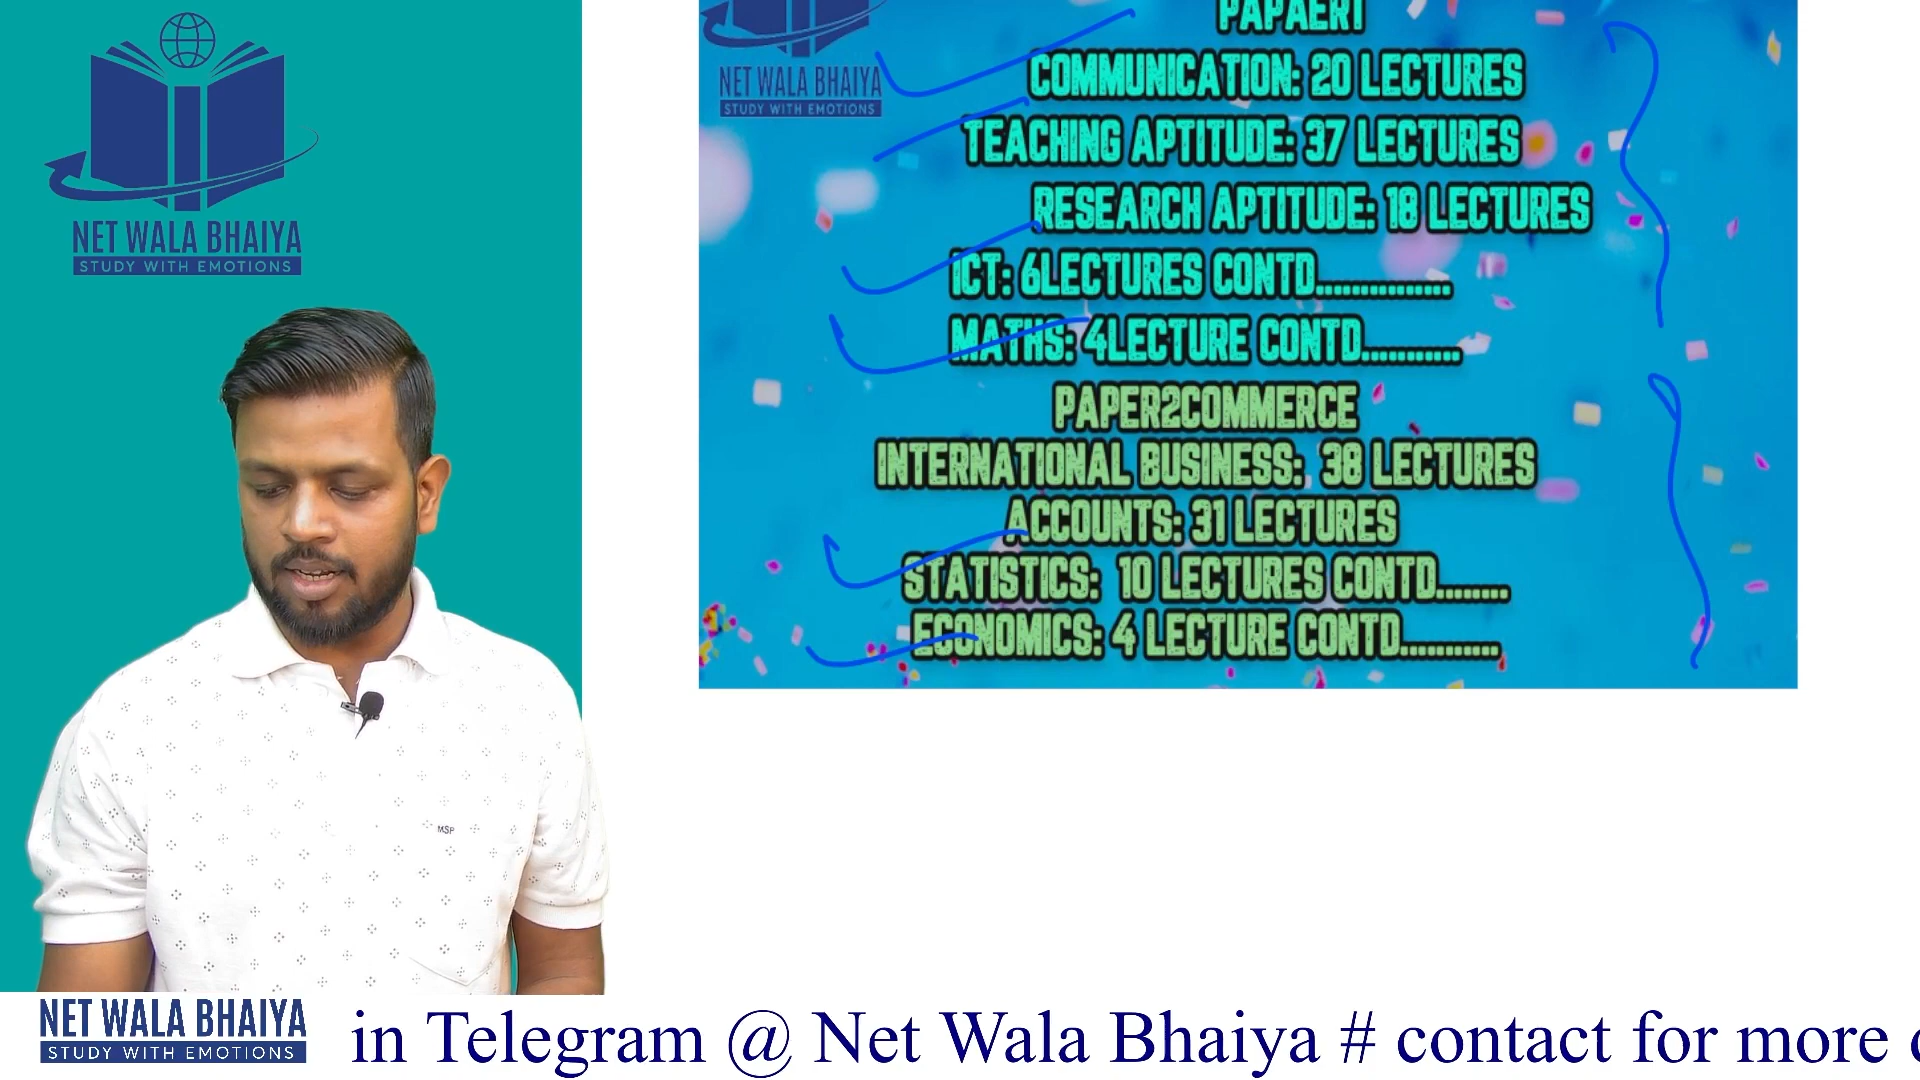 NET WALA BHAIYA
STUDY WITH EMOTIONS
NET WALA BHAIYA
STUDY WITH EMOTIONS
PAPAER1
COMMUNICATION: 20 LECTURES
TEACHING APTITUDE: 37 LECTURES
RESEARCH APTITUDE: 18 LECTURES
ICT: 6LECTURES CONTD...............
MATHS: 4LECTURE CONTD...........
PAPER2COMMERCE
INTERNATIONAL BUSINESS: 38 LECTURES
ACCOUNTS: 31 LECTURES
STATISTICS: 10 LECTURES CONTD........
ECONOMICS: 4 LECTURE CONTD...........
MSP
NET WALA BHAIYA
STUDY WITH EMOTIONS
in Telegram @ Net Wala Bhaiya # contact for more